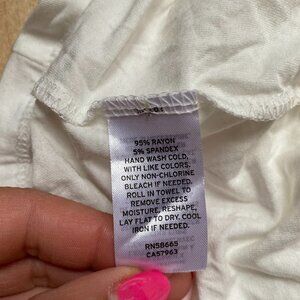 95% RAYON
5% SPANDEX
HAND WASH COLD,
WITH LIKE COLORS.
ONLY NON-CHLORINE
BLEACH IF NEEDED.
ROLL IN TOWEL TO
REMOVE EXCESS
MOISTURE, RESHAPE,
LAY FLAT TO DRY. COOL
IRON IF NEEDED.
RN58665
CA57963